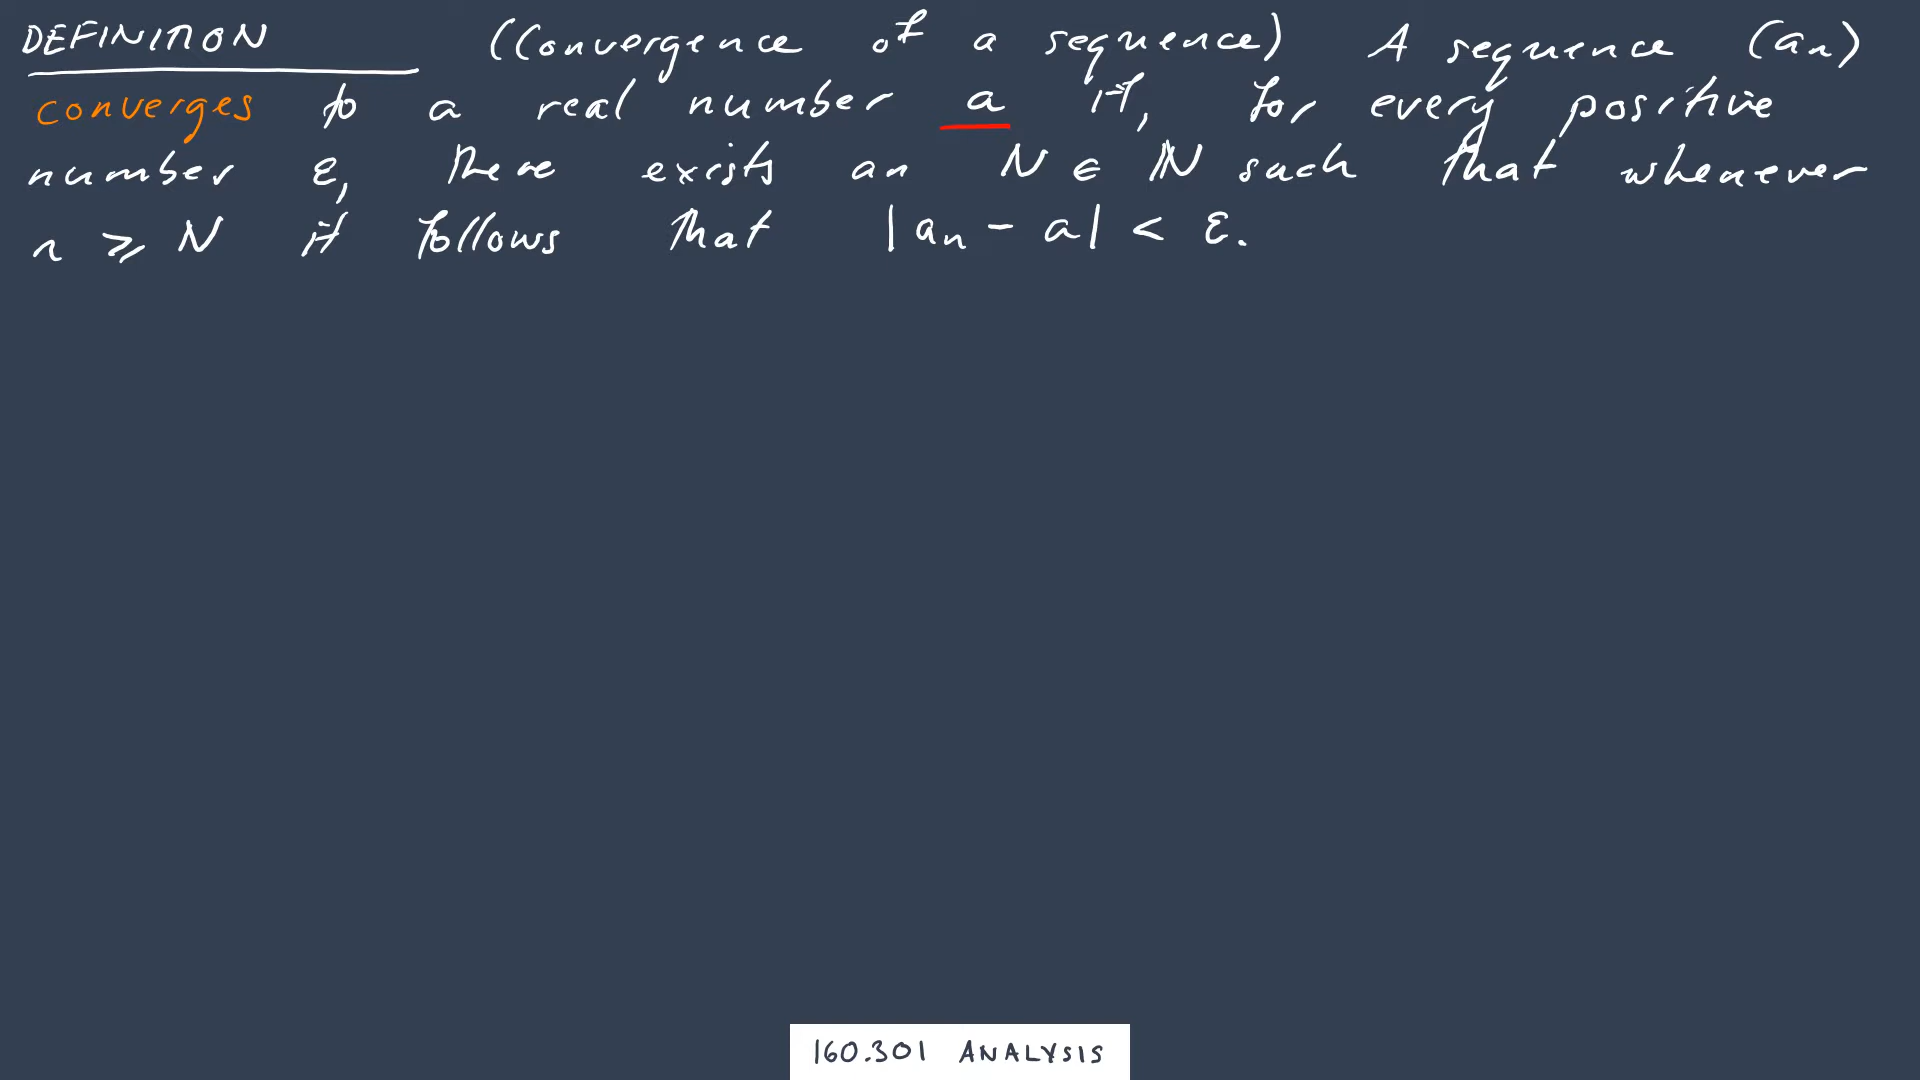 DEFINITION (Convergence of a sequence) A sequence (aₙ)
converges to a real number a if, for every positive
number ε, there exists an N ∈ ℕ such that whenever
n ⩾ N it follows that |aₙ - a| < ε.
160.301 ANALYSIS